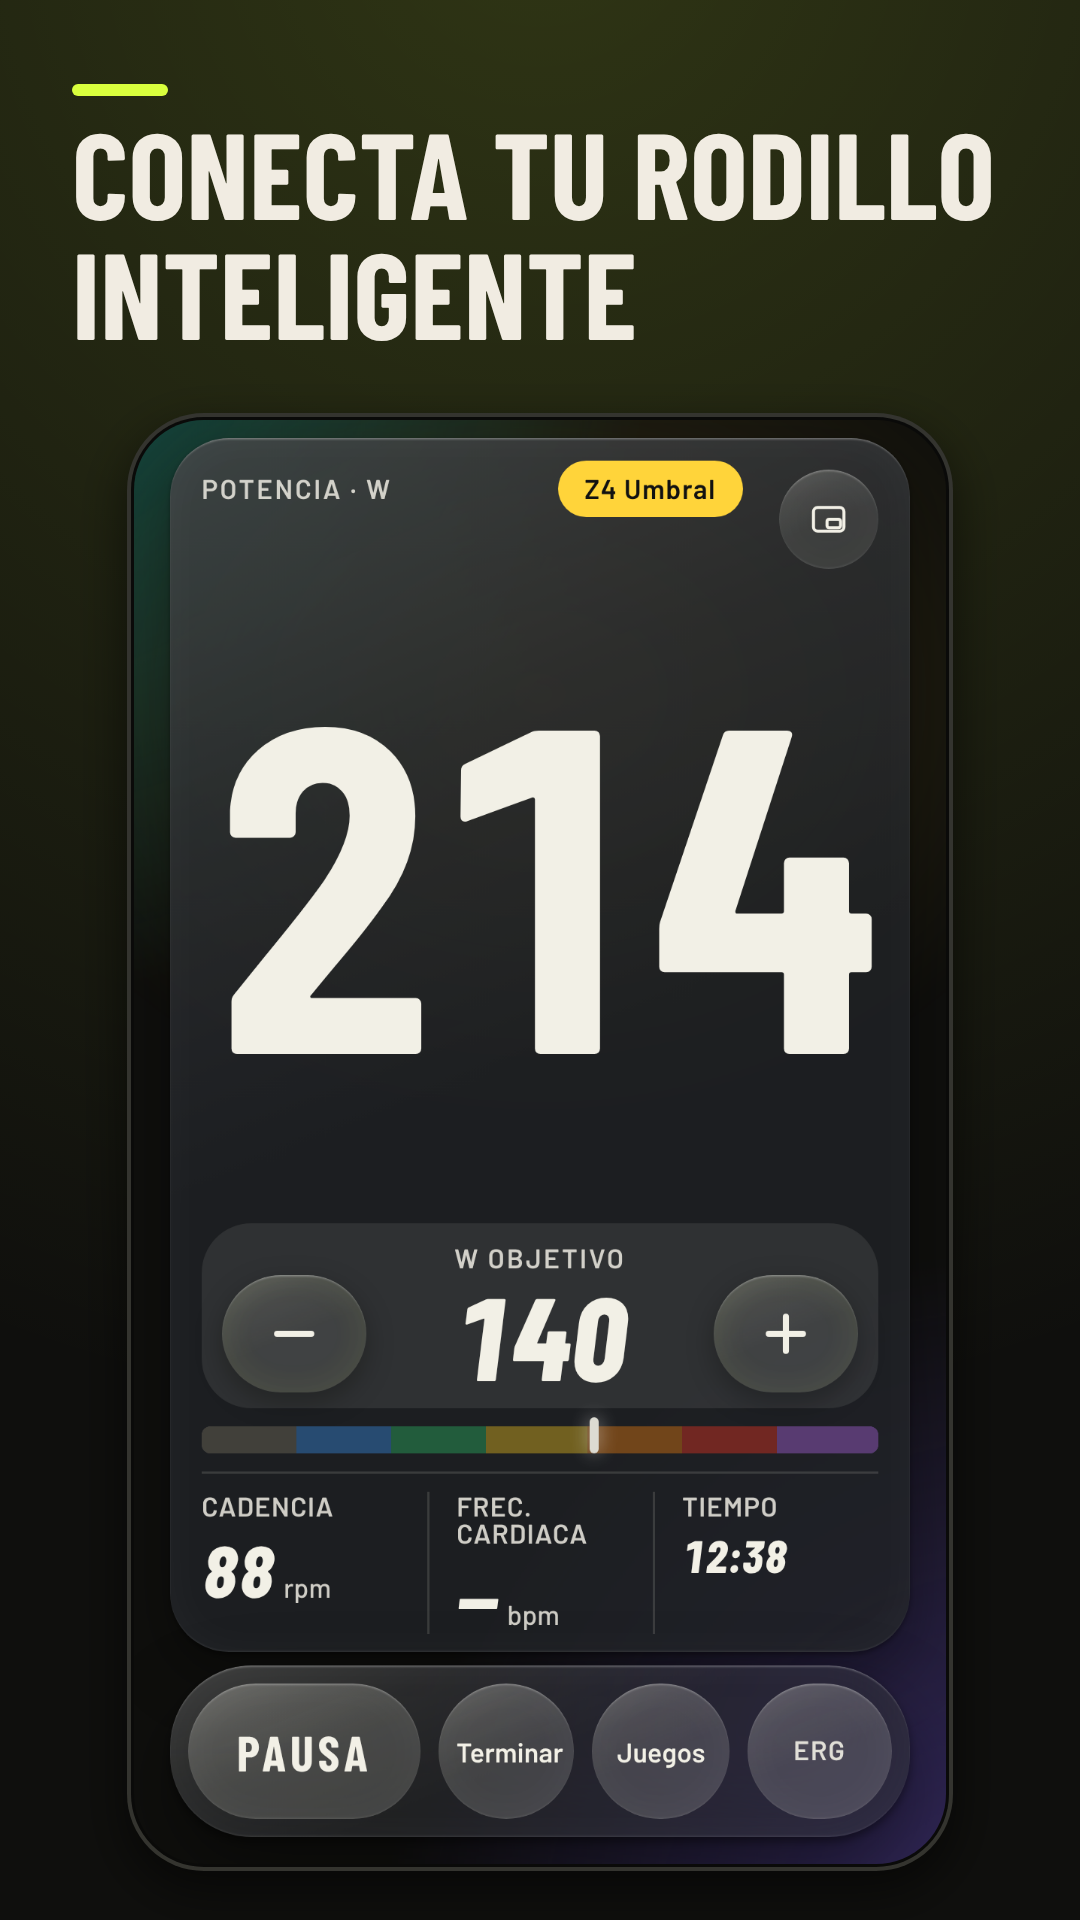 CONECTA TU RODILLO
INTELIGENTE
POTENCIA · W
Z4 Umbral
214
W OBJETIVO
140
CADENCIA
88 rpm
FREC.
CARDIACA
– bpm
TIEMPO
12:38
PAUSA
Terminar
Juegos
ERG